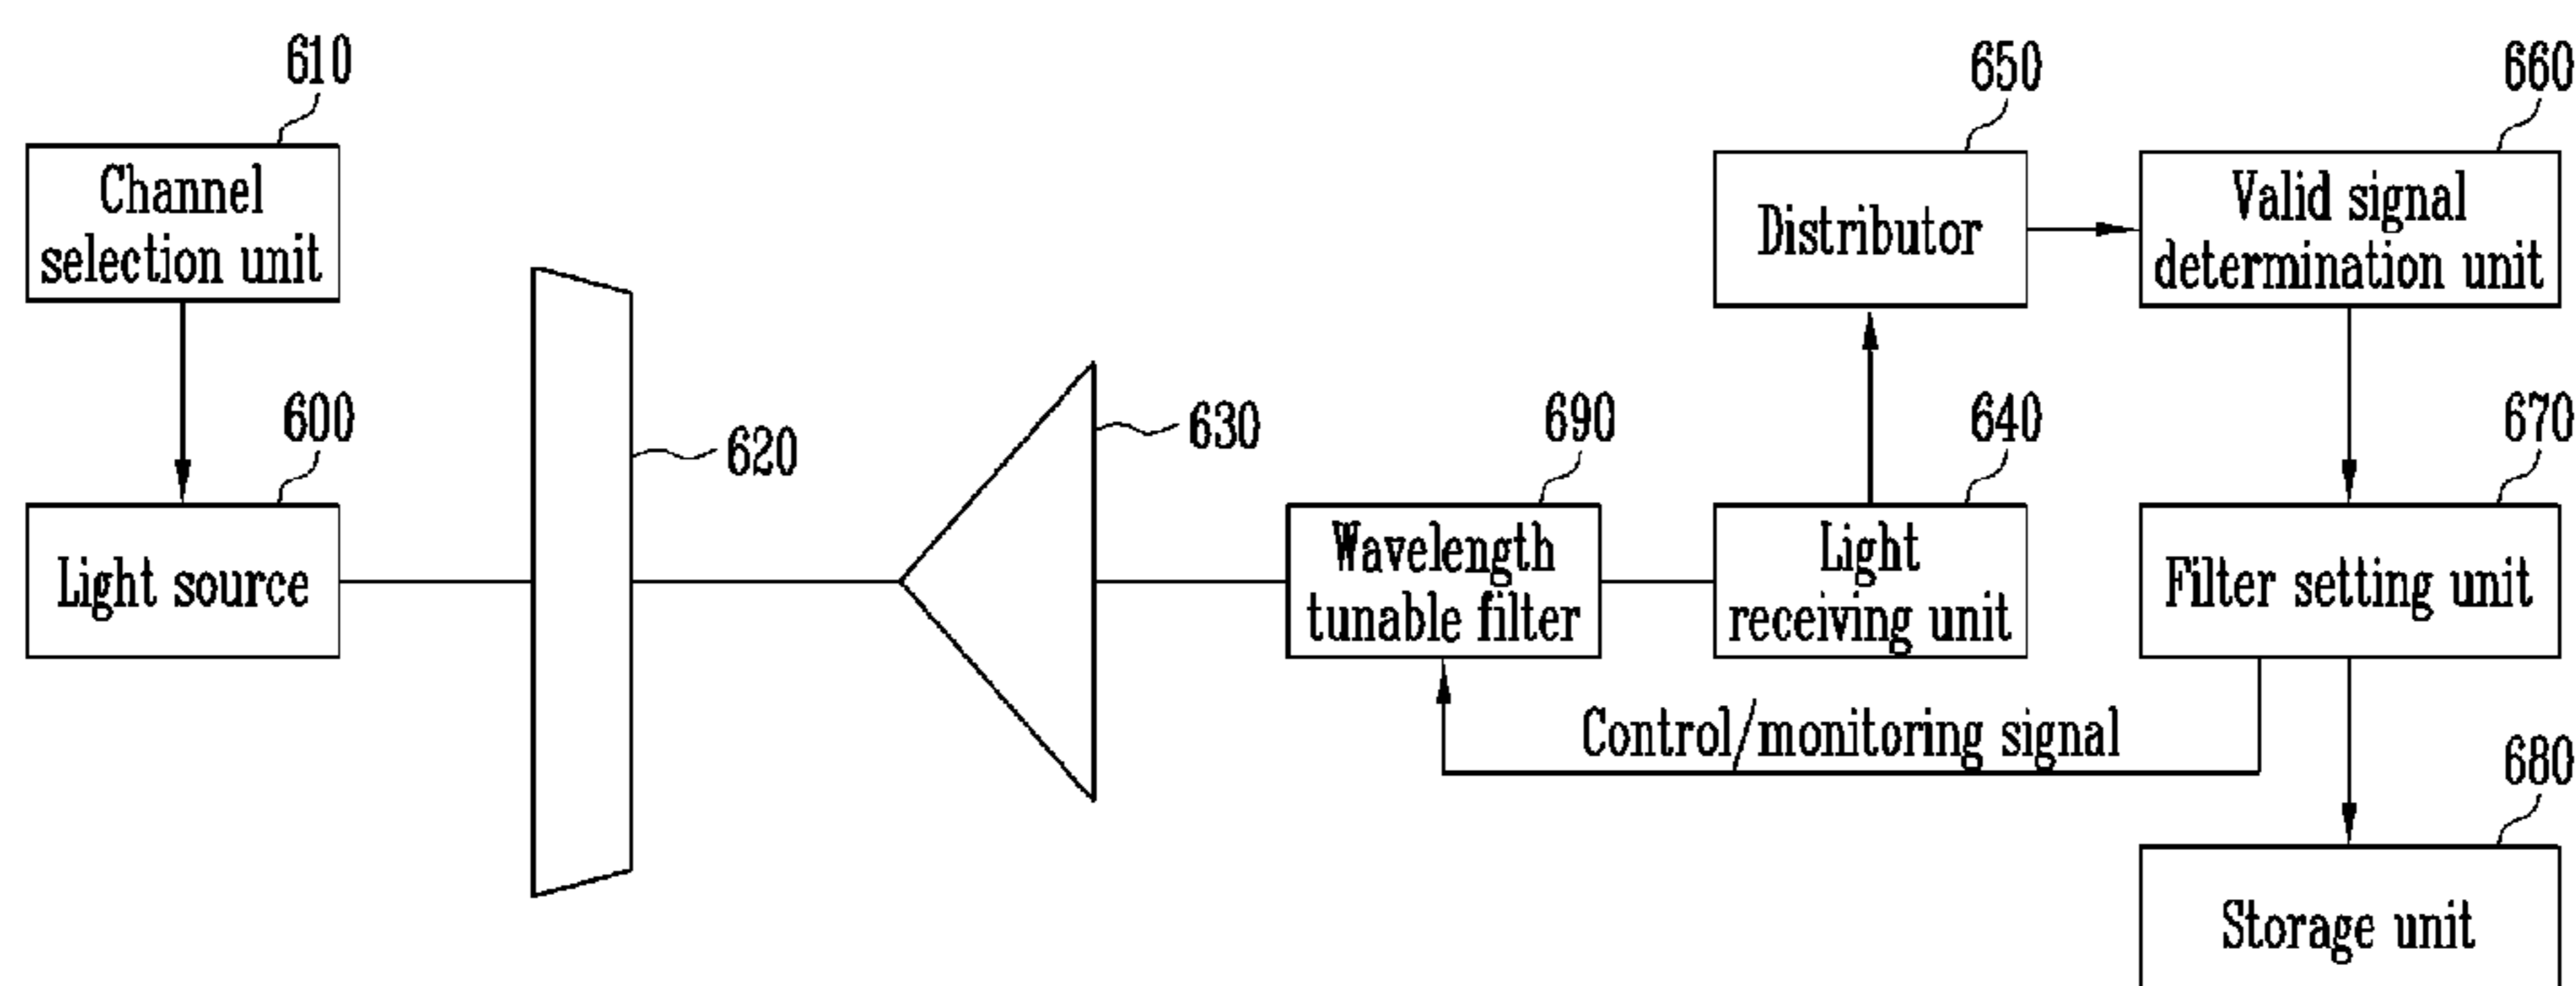 610
Channel
selection unit
600
Light source
620
630
690
Wavelength
tunable filter
640
Light
receiving unit
650
Distributor
660
Valid signal
determination unit
670
Filter setting unit
Control/monitoring signal
680
Storage unit